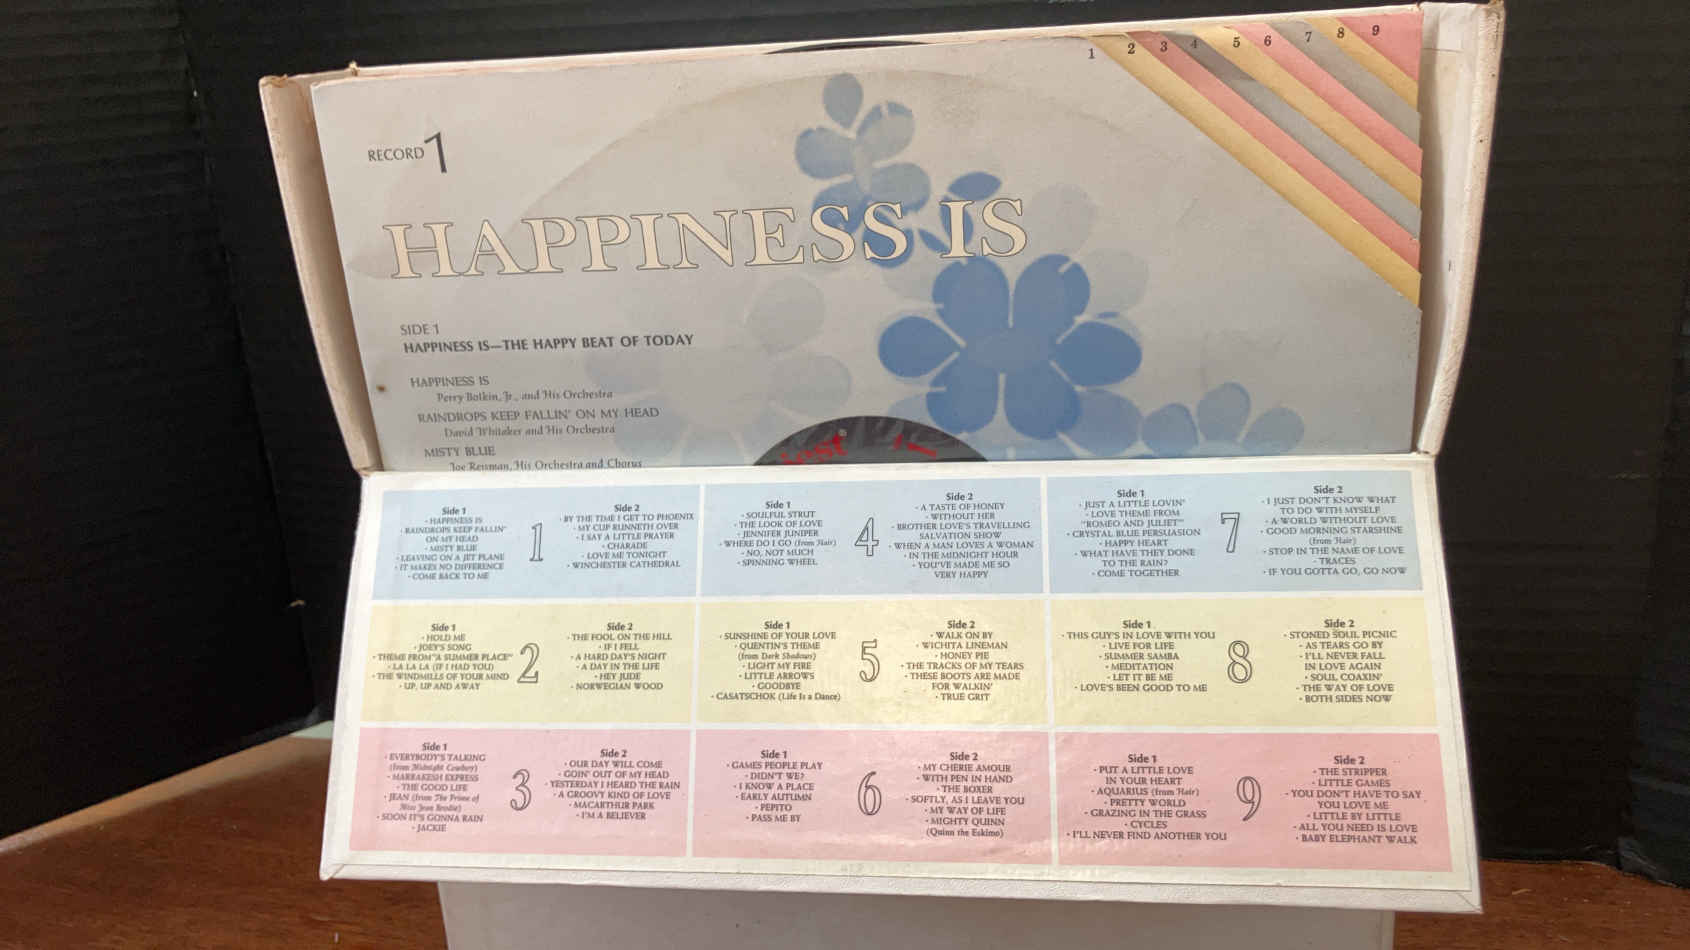 1 2 3 4 5 6 7 8 9
RECORD 1
HAPPINESS IS
SIDE 1
HAPPINESS IS—THE HAPPY BEAT OF TODAY
HAPPINESS IS
Perry Botkin, Jr., and His Orchestra
RAINDROPS KEEP FALLIN' ON MY HEAD
David Whitaker and His Orchestra
MISTY BLUE
Joe Reisman, His Orchestra and Chorus
1
Side 1
· HAPPINESS IS
· RAINDROPS KEEP FALLIN'
ON MY HEAD
· MISTY BLUE
· LEAVING ON A JET PLANE
· IT MAKES NO DIFFERENCE
· COME BACK TO ME
Side 2
· BY THE TIME I GET TO PHOENIX
· MY CUP RUNNETH OVER
· I SAY A LITTLE PRAYER
· CHARADE
· LOVE ME TONIGHT
· WINCHESTER CATHEDRAL
4
Side 1
· SOULFUL STRUT
· THE LOOK OF LOVE
· JENNIFER JUNIPER
· WHERE DO I GO (from Hair)
· NO, NOT MUCH
· SPINNING WHEEL
Side 2
· A TASTE OF HONEY
· WITHOUT HER
· BROTHER LOVE'S TRAVELLING
SALVATION SHOW
· WHEN A MAN LOVES A WOMAN
· IN THE MIDNIGHT HOUR
· YOU'VE MADE ME SO
VERY HAPPY
7
Side 1
· JUST A LITTLE LOVIN'
· LOVE THEME FROM
"ROMEO AND JULIET"
· CRYSTAL BLUE PERSUASION
· HAPPY HEART
· WHAT HAVE THEY DONE
TO THE RAIN?
· COME TOGETHER
Side 2
· I JUST DON'T KNOW WHAT
TO DO WITH MYSELF
· A WORLD WITHOUT LOVE
· GOOD MORNING STARSHINE
(from Hair)
· STOP IN THE NAME OF LOVE
· TRACES
· IF YOU GOTTA GO, GO NOW
2
Side 1
· HOLD ME
· JOEY'S SONG
· THEME FROM "A SUMMER PLACE"
· LA LA LA (IF I HAD YOU)
· THE WINDMILLS OF YOUR MIND
· UP, UP AND AWAY
Side 2
· THE FOOL ON THE HILL
· IF I FELL
· A HARD DAY'S NIGHT
· A DAY IN THE LIFE
· HEY JUDE
· NORWEGIAN WOOD
5
Side 1
· SUNSHINE OF YOUR LOVE
· QUENTIN'S THEME
(from Dark Shadows)
· LIGHT MY FIRE
· LITTLE ARROWS
· GOODBYE
· CASATSCHOK (Life Is a Dance)
Side 2
· WALK ON BY
· WICHITA LINEMAN
· HONEY PIE
· THE TRACKS OF MY TEARS
· THESE BOOTS ARE MADE
FOR WALKIN'
· TRUE GRIT
8
Side 1
· THIS GUY'S IN LOVE WITH YOU
· LIVE FOR LIFE
· SUMMER SAMBA
· MEDITATION
· LET IT BE ME
· LOVE'S BEEN GOOD TO ME
Side 2
· STONED SOUL PICNIC
· AS TEARS GO BY
· I'LL NEVER FALL
IN LOVE AGAIN
· SOUL COAXIN'
· THE WAY OF LOVE
· BOTH SIDES NOW
3
Side 1
· EVERYBODY'S TALKING
(from Midnight Cowboy)
· MARRAKESH EXPRESS
· THE GOOD LIFE
· JEAN (from The Prime of
Miss Jean Brodie)
· SOON IT'S GONNA RAIN
· JACKIE
Side 2
· OUR DAY WILL COME
· GOIN' OUT OF MY HEAD
· YESTERDAY I HEARD THE RAIN
· A GROOVY KIND OF LOVE
· MACARTHUR PARK
· I'M A BELIEVER
6
Side 1
· GAMES PEOPLE PLAY
· DIDN'T WE?
· I KNOW A PLACE
· EARLY AUTUMN
· PEPITO
· PASS ME BY
Side 2
· MY CHERIE AMOUR
· WITH PEN IN HAND
· THE BOXER
· SOFTLY, AS I LEAVE YOU
· MY WAY OF LIFE
· MIGHTY QUINN
(Quinn the Eskimo)
9
Side 1
· PUT A LITTLE LOVE
IN YOUR HEART
· AQUARIUS (from Hair)
· PRETTY WORLD
· GRAZING IN THE GRASS
· CYCLES
· I'LL NEVER FIND ANOTHER YOU
Side 2
· THE STRIPPER
· LITTLE GAMES
· YOU DON'T HAVE TO SAY
YOU LOVE ME
· LITTLE BY LITTLE
· ALL YOU NEED IS LOVE
· BABY ELEPHANT WALK